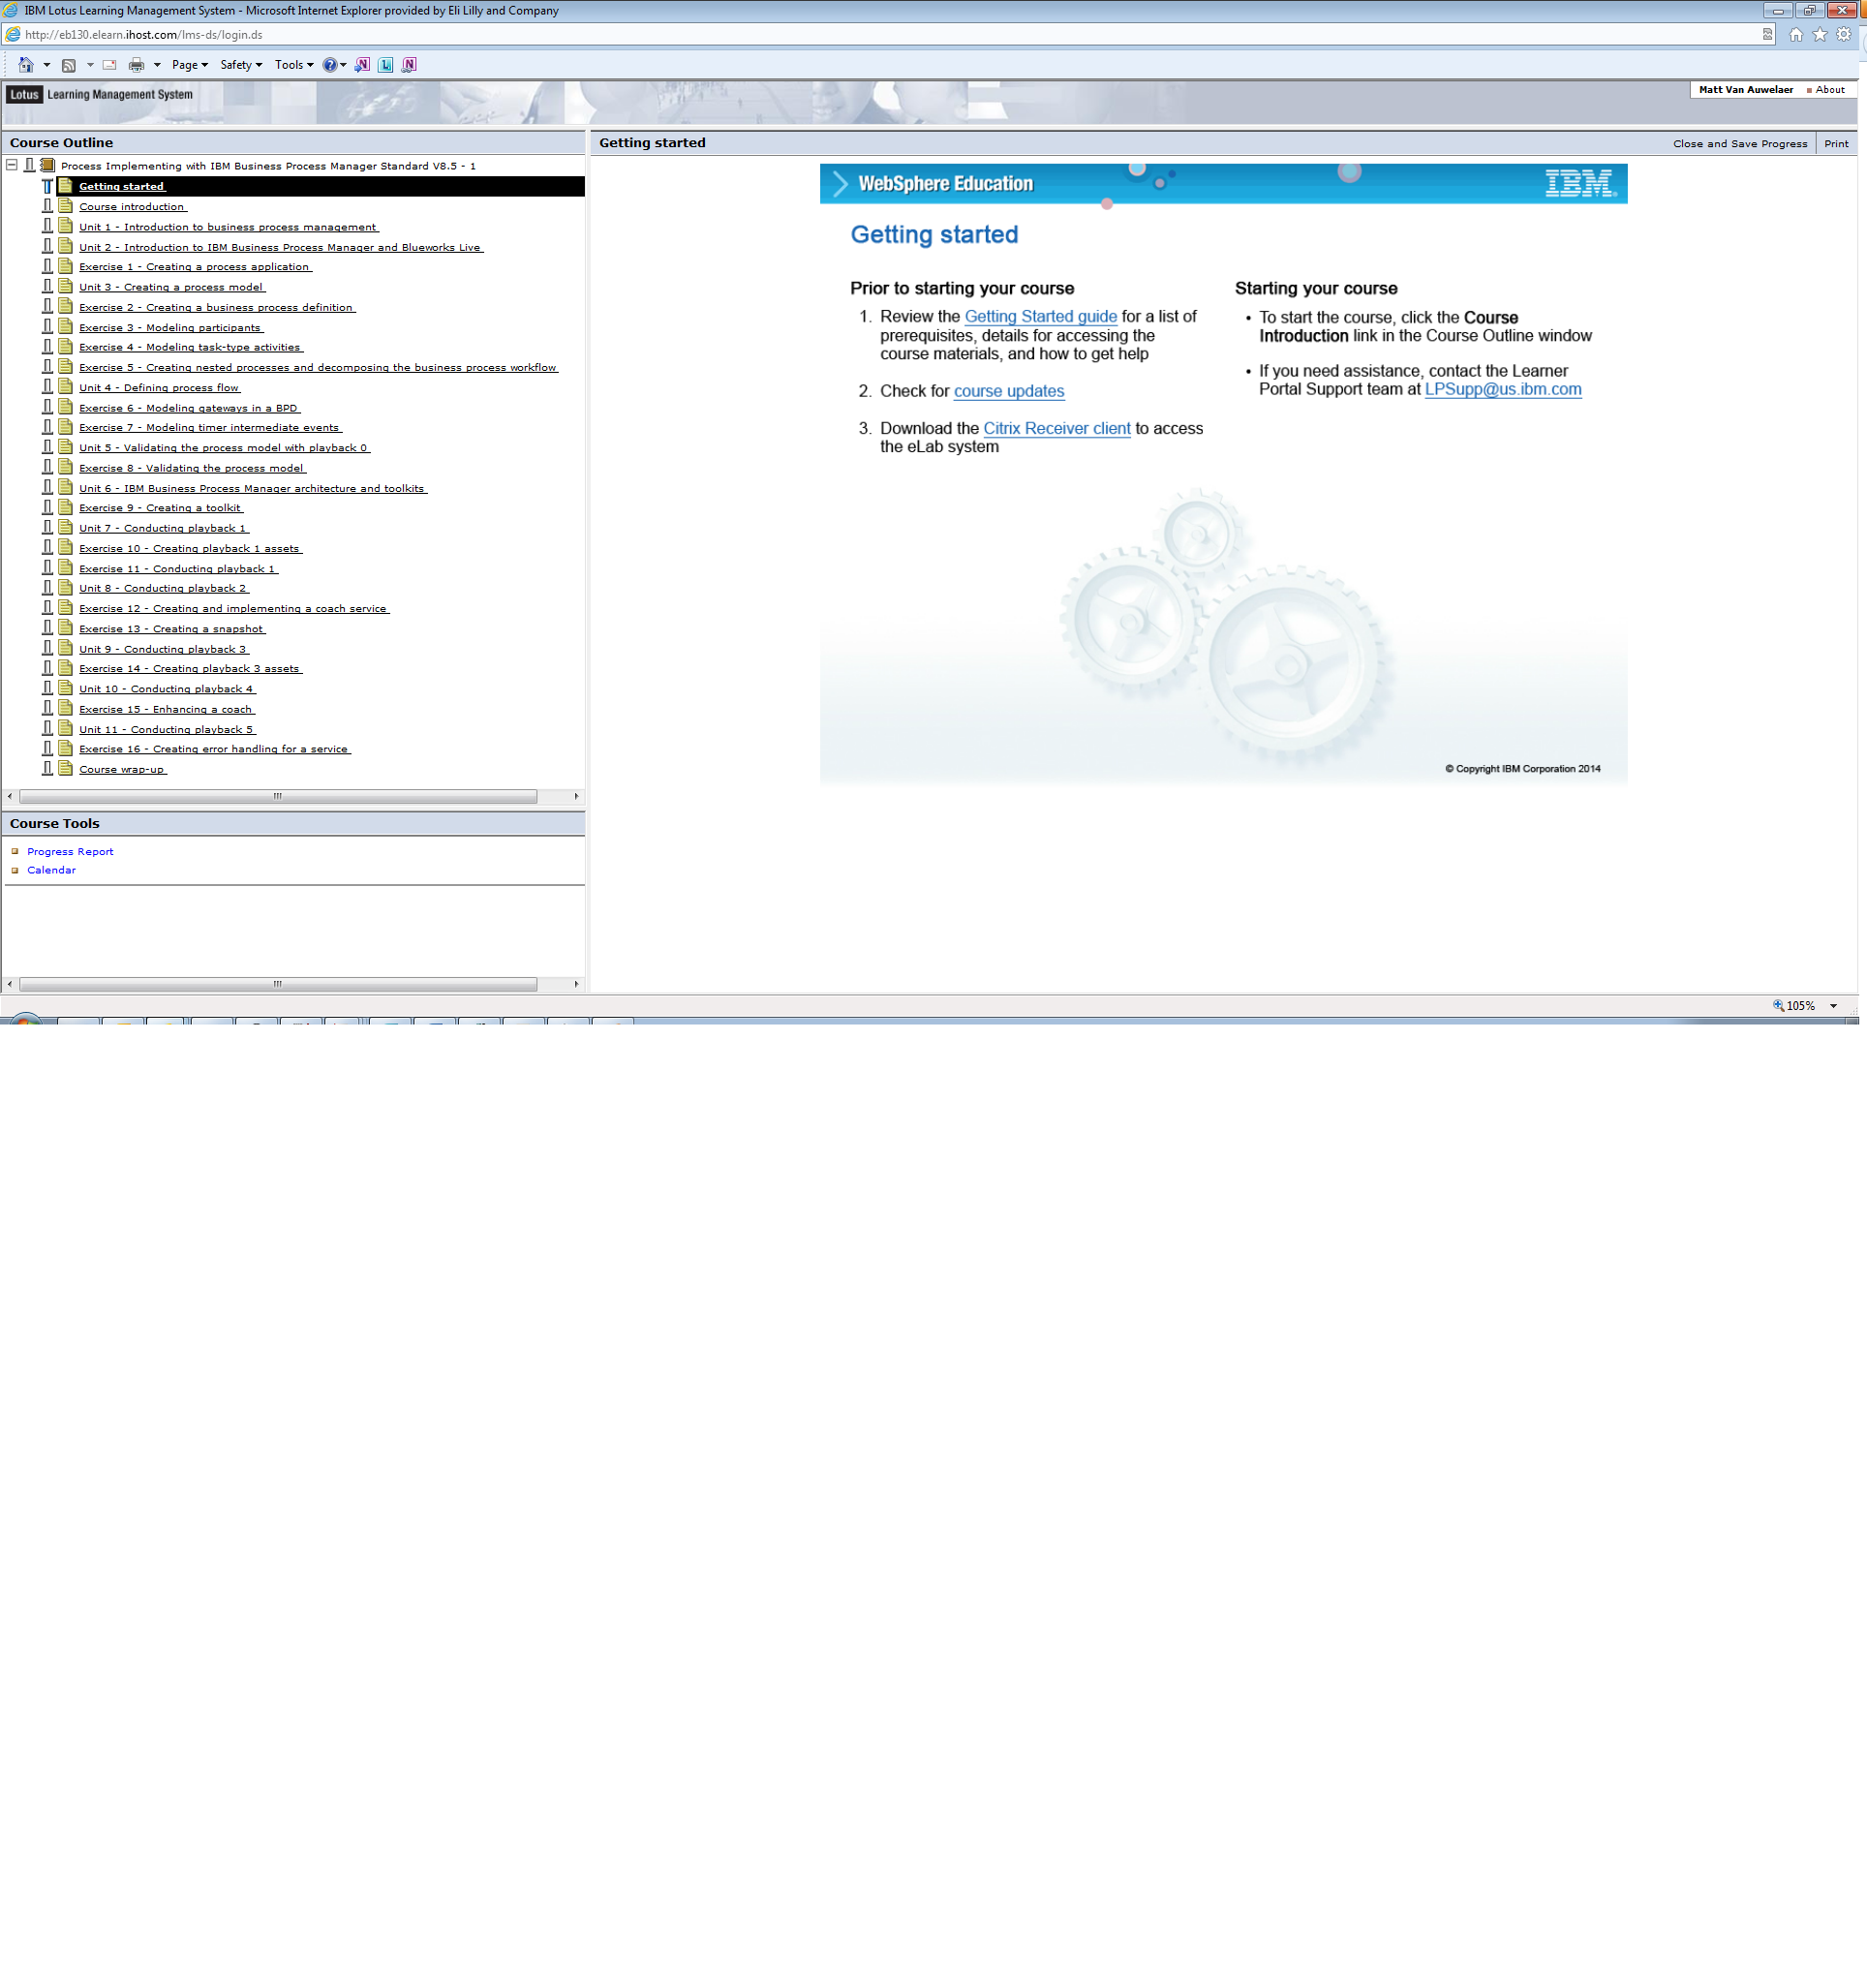 IBM Lotus Learning Management System - Microsoft Internet Explorer provided by Eli Lilly and Company
http://eb130.elearn.ihost.com/lms-ds/login.ds
Page Safety Tools
Lotus Learning Management System
Matt Van Auwelaer About
Course Outline
Process Implementing with IBM Business Process Manager Standard V8.5 - 1
Getting started
Course introduction
Unit 1 - Introduction to business process management
Unit 2 - Introduction to IBM Business Process Manager and Blueworks Live
Exercise 1 - Creating a process application
Unit 3 - Creating a process model
Exercise 2 - Creating a business process definition
Exercise 3 - Modeling participants
Exercise 4 - Modeling task-type activities
Exercise 5 - Creating nested processes and decomposing the business process workflow
Unit 4 - Defining process flow
Exercise 6 - Modeling gateways in a BPD
Exercise 7 - Modeling timer intermediate events
Unit 5 - Validating the process model with playback 0
Exercise 8 - Validating the process model
Unit 6 - IBM Business Process Manager architecture and toolkits
Exercise 9 - Creating a toolkit
Unit 7 - Conducting playback 1
Exercise 10 - Creating playback 1 assets
Exercise 11 - Conducting playback 1
Unit 8 - Conducting playback 2
Exercise 12 - Creating and implementing a coach service
Exercise 13 - Creating a snapshot
Unit 9 - Conducting playback 3
Exercise 14 - Creating playback 3 assets
Unit 10 - Conducting playback 4
Exercise 15 - Enhancing a coach
Unit 11 - Conducting playback 5
Exercise 16 - Creating error handling for a service
Course wrap-up
Course Tools
Progress Report
Calendar
Getting started
Close and Save Progress Print
WebSphere Education IBM
Getting started
Prior to starting your course
1. Review the Getting Started guide for a list of
prerequisites, details for accessing the
course materials, and how to get help
2. Check for course updates
3. Download the Citrix Receiver client to access
the eLab system
Starting your course
• To start the course, click the Course
Introduction link in the Course Outline window
• If you need assistance, contact the Learner
Portal Support team at LPSupp@us.ibm.com
© Copyright IBM Corporation 2014
105%